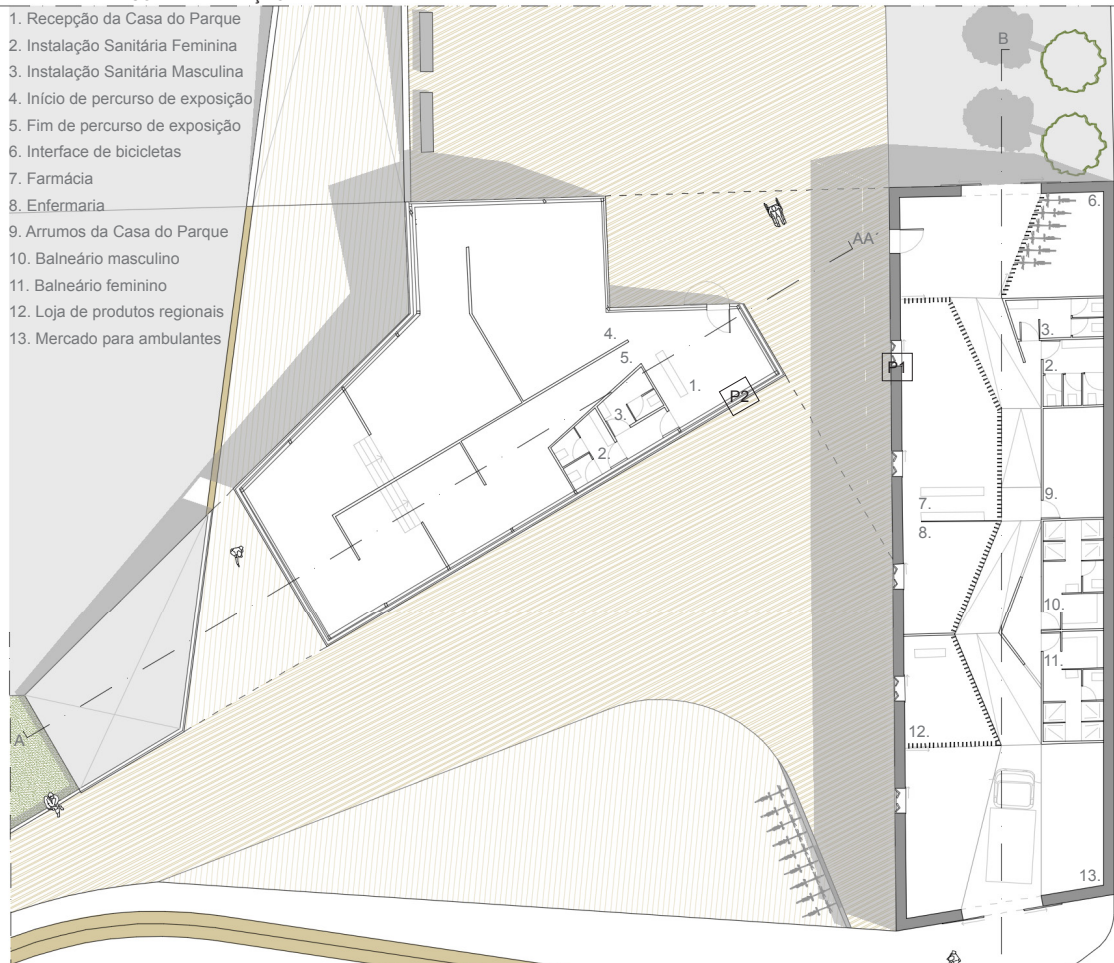 1. Recepção da Casa do Parque
2. Instalação Sanitária Feminina
3. Instalação Sanitária Masculina
4. Início de percurso de exposição
5. Fim de percurso de exposição
6. Interface de bicicletas
7. Farmácia
8. Enfermaria
9. Arrumos da Casa do Parque
10. Balneário masculino
11. Balneário feminino
12. Loja de produtos regionais
13. Mercado para ambulantes
B
6.
AA´
3.
4.
5.
P1
2.
1.
P2
3.
2.
7.
9.
8.
10.
11.
12.
A
13.